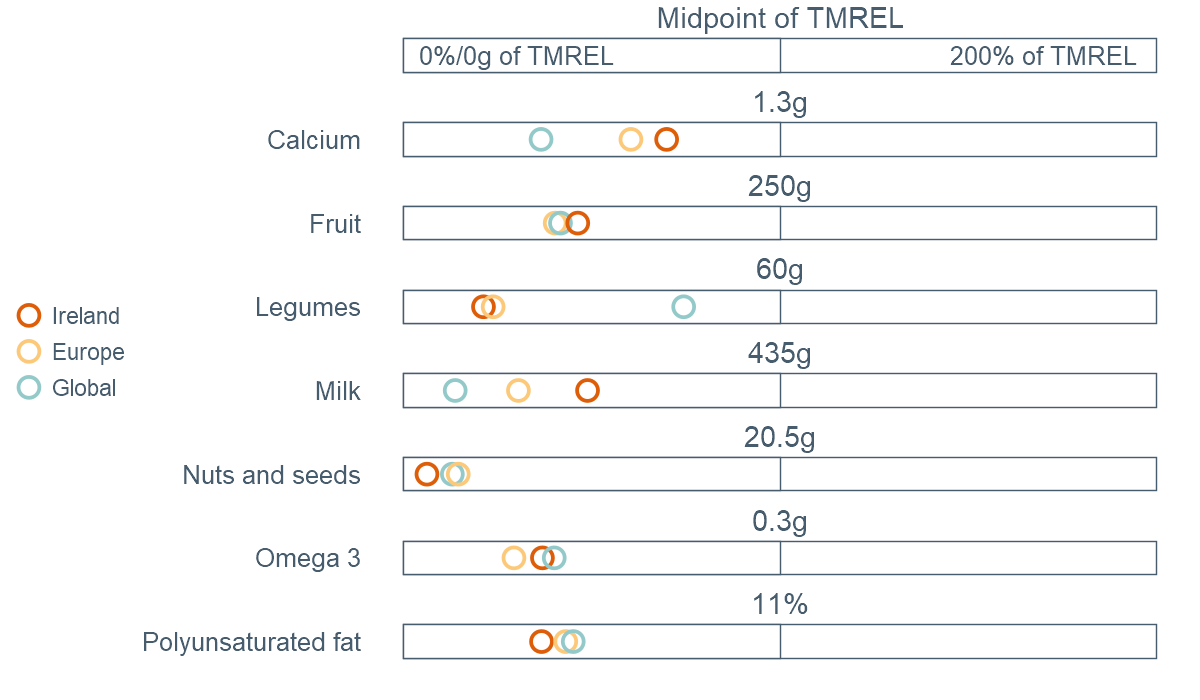 Midpoint of TMREL
0%/0g of TMREL 200% of TMREL
1.3g
Calcium
250g
Fruit
60g
Legumes
435g
Milk
20.5g
Nuts and seeds
0.3g
Omega 3
11%
Polyunsaturated fat
Ireland
Europe
Global